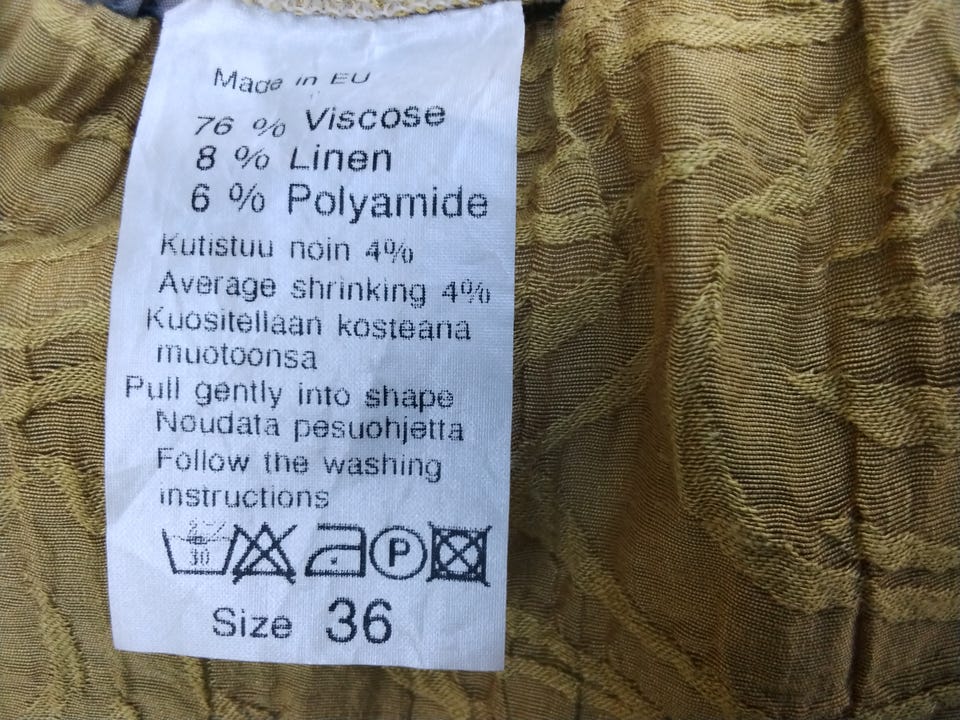 Made in EU
76 % Viscose
8 % Linen
6 % Polyamide
Kutistuu noin 4%
Average shrinking 4%
Kuositellaan kosteana
muotoonsa
Pull gently into shape
Noudata pesuohjetta
Follow the washing
instructions
30 P
Size 36